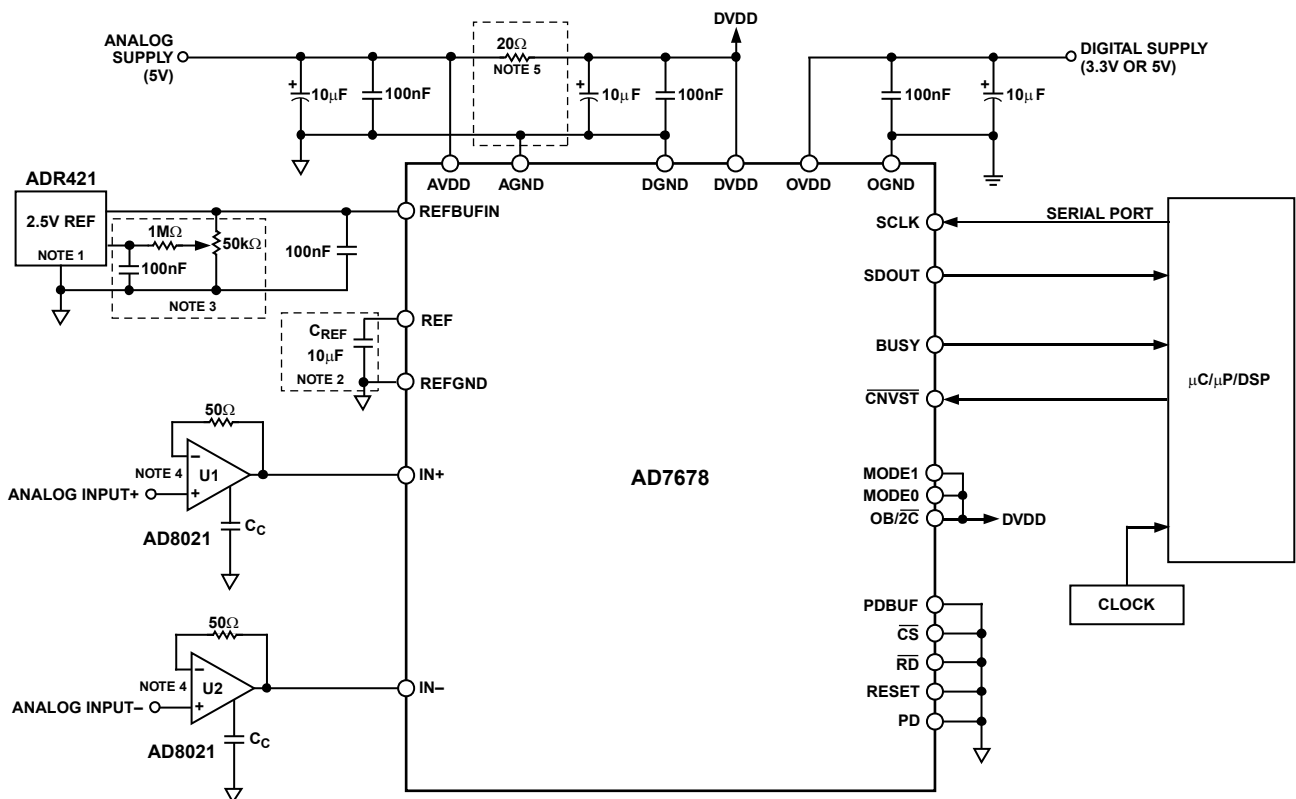 DVDD
ANALOG
SUPPLY
(5V)
20Ω
NOTE 5
DIGITAL SUPPLY
(3.3V OR 5V)
+
10μF
100nF
+
10μF
100nF
100nF
+
10μF
AVDD
AGND
DGND
DVDD
OVDD
OGND
ADR421
2.5V REF
NOTE 1
1MΩ
50kΩ
100nF
NOTE 3
100nF
REFBUFIN
CREF
10μF
NOTE 2
REF
REFGND
50Ω
–
U1
+
NOTE 4
ANALOG INPUT+
CC
AD8021
IN+
50Ω
–
U2
+
NOTE 4
ANALOG INPUT–
CC
AD8021
IN–
AD7678
SCLK
SERIAL PORT
SDOUT
BUSY
CNVST
μC/μP/DSP
MODE1
MODE0
OB/2C
DVDD
CLOCK
PDBUF
CS
RD
RESET
PD